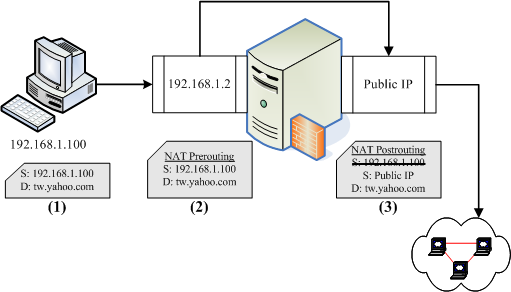 192.168.1.2
Public IP
192.168.1.100
S: 192.168.1.100
D: tw.yahoo.com
(1)
NAT Prerouting
S: 192.168.1.100
D: tw.yahoo.com
(2)
NAT Postrouting
S: 192.168.1.100
S: Public IP
D: tw.yahoo.com
(3)